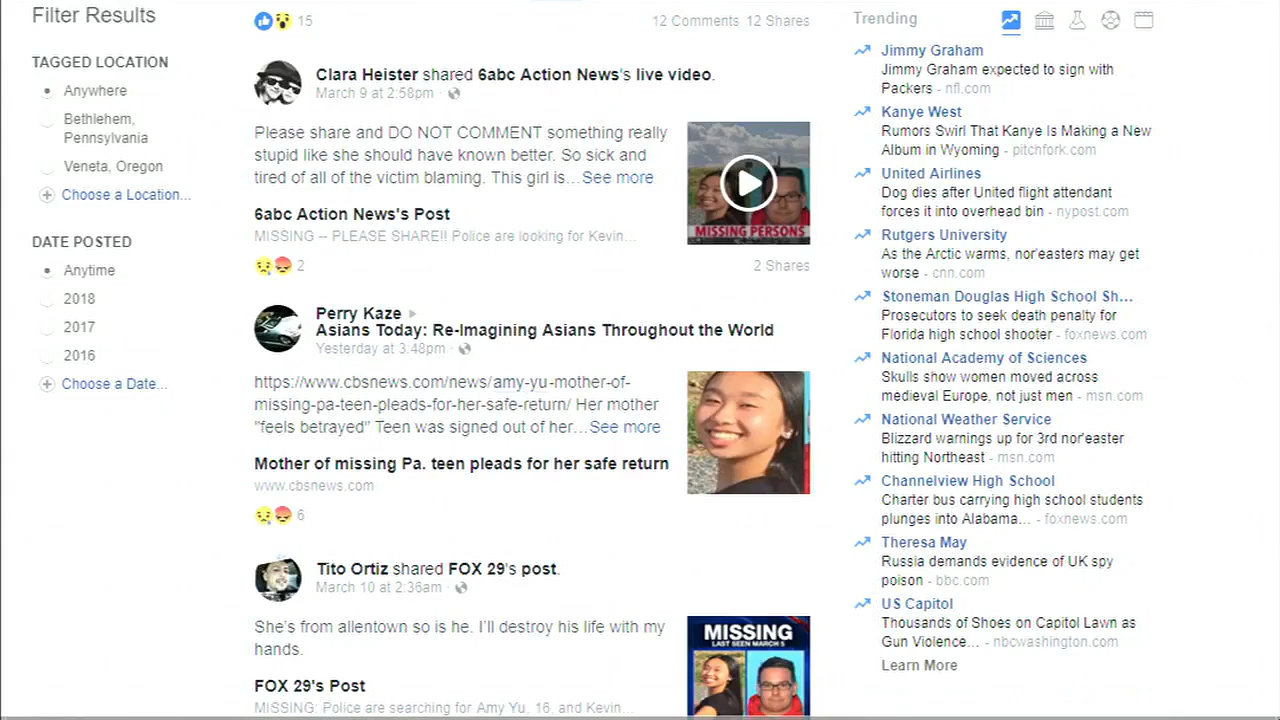 Filter Results
TAGGED LOCATION
Anywhere
Bethlehem,
Pennsylvania
Veneta, Oregon
Choose a Location...
DATE POSTED
Anytime
2018
2017
2016
Choose a Date...
15
12 Comments 12 Shares
Clara Heister shared 6abc Action News's live video.
March 9 at 2:58pm ·
Please share and DO NOT COMMENT something really
stupid like she should have known better. So sick and
tired of all of the victim blaming. This girl is... See more
MISSING PERSONS
6abc Action News's Post
MISSING -- PLEASE SHARE!! Police are looking for Kevin...
2
2 Shares
Perry Kaze
Asians Today: Re-Imagining Asians Throughout the World
Yesterday at 3:48pm ·
https://www.cbsnews.com/news/amy-yu-mother-of-
missing-pa-teen-pleads-for-her-safe-return/ Her mother
"feels betrayed" Teen was signed out of her... See more
Mother of missing Pa. teen pleads for her safe return
www.cbsnews.com
6
Tito Ortiz shared FOX 29's post.
March 10 at 2:36am ·
She's from allentown so is he. I'll destroy his life with my
hands.
MISSING
LAST SEEN MARCH 5
FOX 29's Post
MISSING: Police are searching for Amy Yu, 16, and Kevin...
Trending
Jimmy Graham
Jimmy Graham expected to sign with
Packers - nfl.com
Kanye West
Rumors Swirl That Kanye Is Making a New
Album in Wyoming - pitchfork.com
United Airlines
Dog dies after United flight attendant
forces it into overhead bin - nypost.com
Rutgers University
As the Arctic warms, nor'easters may get
worse - cnn.com
Stoneman Douglas High School Sh...
Prosecutors to seek death penalty for
Florida high school shooter - foxnews.com
National Academy of Sciences
Skulls show women moved across
medieval Europe, not just men - msn.com
National Weather Service
Blizzard warnings up for 3rd nor'easter
hitting Northeast - msn.com
Channelview High School
Charter bus carrying high school students
plunges into Alabama... - foxnews.com
Theresa May
Russia demands evidence of UK spy
poison - bbc.com
US Capitol
Thousands of Shoes on Capitol Lawn as
Gun Violence... - nbcwashington.com
Learn More